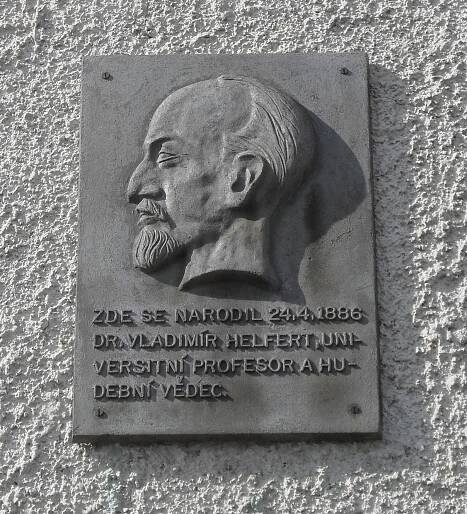 ZDE SE NARODIL 24.4.1886
DR. VLADIMÍR HELFERT, UNI-
VERSITNÍ PROFESOR A HU-
DEBNÍ VĚDEC.